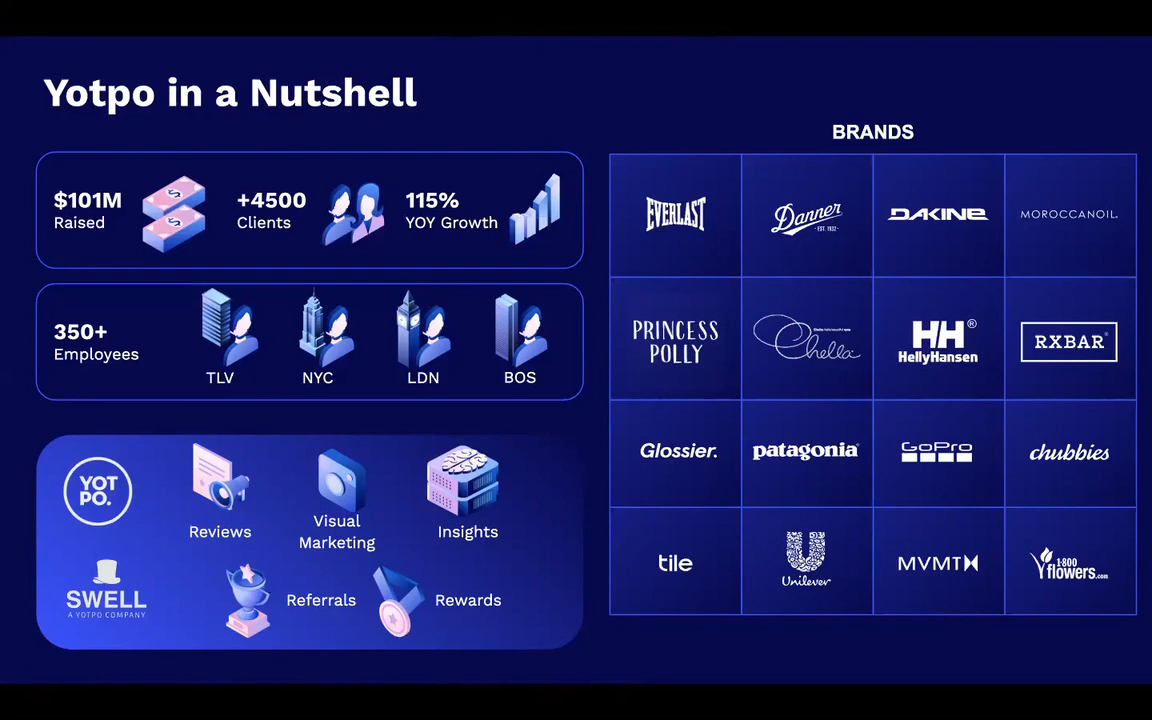 Yotpo in a Nutshell
$101M
Raised
+4500
Clients
115%
YOY Growth
350+
Employees
TLV
NYC
LDN
BOS
YOT
PO.
Reviews
Visual
Marketing
Insights
SWELL
A YOTPO COMPANY
Referrals
Rewards
BRANDS
EVERLAST
Danner
- EST. 1932 -
DAKINE
MOROCCANOIL.
PRINCESS
POLLY
Chella
HH®
HellyHansen
RXBAR®
Glossier.
patagonia®
GoPro
chubbies
tile
Unilever
MVMT
1-800
flowers.com